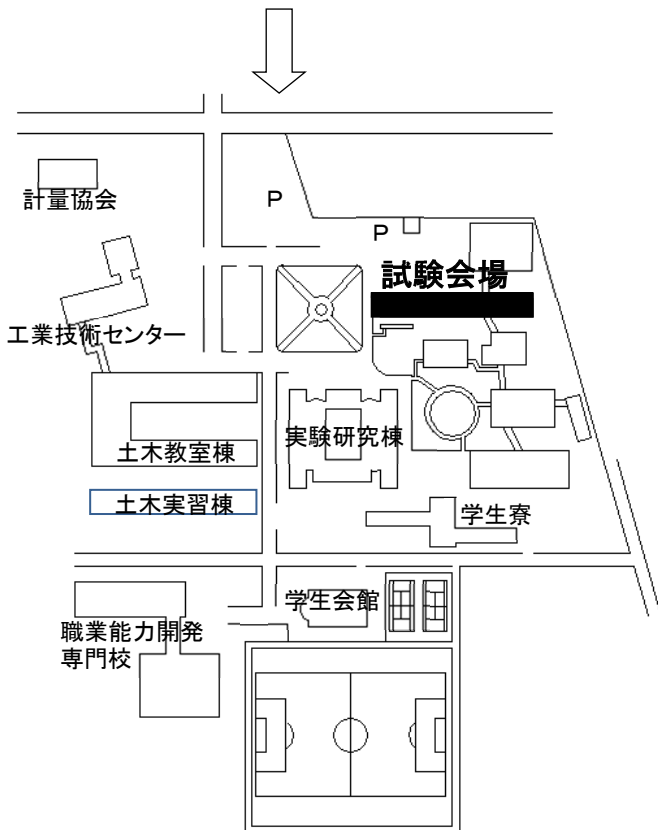 計量協会
P
P
試験会場
工業技術センター
実験研究棟
土木教室棟
土木実習棟
学生寮
学生会館
職業能力開発
専門校